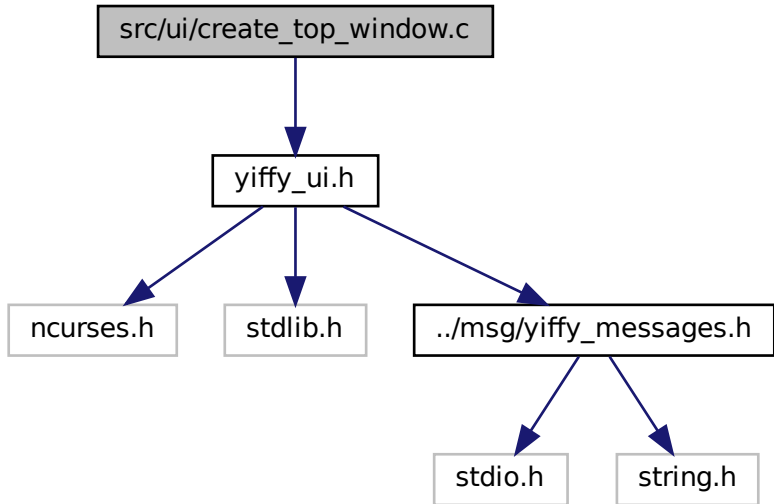 src/ui/create_top_window.c
yiffy_ui.h
ncurses.h
stdlib.h
../msg/yiffy_messages.h
stdio.h
string.h